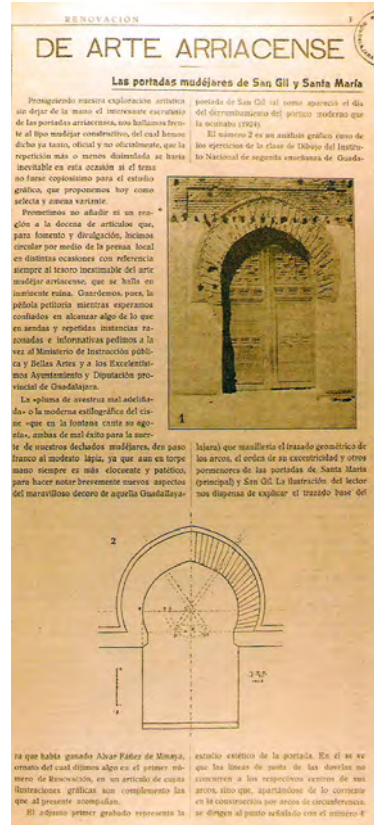 RENOVACIÓN
DE ARTE ARRIACENSE
Las portadas mudéjares de San Gil y Santa María
Prosiguiendo nuestra exploración artística
sin dejar de la mano el interesante escrutinio
de las portadas arriacenses, nos hallamos fren-
te al tipo mudéjar constructivo, del cual hemos
dicho ya tanto, oficial y no oficialmente, que la
repetición más o menos disimulada se haría
inevitable en esta ocasión si el tema
no fuese copiosísimo para el estudio
gráfico, que proponemos hoy como
selecta y amena variante.
Prometimos no añadir ni un ren-
glón a la docena de artículos que,
para fomento y divulgación, hicimos
circular por medio de la prensa local
en distintas ocasiones con referencia
siempre al tesoro inestimable del arte
mudéjar arriacense, que se halla en
inminente ruina. Guardemos, pues, la
péñola petitoria mientras esperamos
confiados en alcanzar algo de lo que
en sendas y repetidas instancias ra-
zonadas e informativas pedimos a la
vez al Ministerio de Instrucción públi-
ca y Bellas Artes y a los Excelentísi-
mos Ayuntamiento y Diputación pro-
vincial de Guadalajara.
La «pluma de avestruz mal adeliña-
da» o la moderna estilográfica del cis-
ne «que en la fontana canta su ago-
nía», ambas de mal éxito para la suer-
te de nuestros dechados mudéjares, den paso
franco al modesto lápiz, ya que aun en torpe
mano siempre es más elocuente y patético,
para hacer notar brevemente nuevos aspectos
del maravilloso decoro de aquella Guadalfaya-
portada de San Gil tal como apareció el día
del derrumbamiento del pórtico moderno que
la ocultaba (1924).
El número 2 es un análisis gráfico (uno de
los ejercicios de la clase de Dibujo del Institu-
to Nacional de segunda enseñanza de Guada-
1
lajara) que manifiesta el trazado geométrico de
los arcos, el orden de su excentricidad y otros
pormenores de las portadas de Santa María
(principal) y San Gil. La ilustración del lector
nos dispensa de explicar el trazado base del
2
ra que había ganado Alvar Fáñez de Minaya,
ornato del cual dijimos algo en el primer nú-
mero de RENOVACIÓN, en un artículo de cuyas
ilustraciones gráficas son complemento las
que al presente acompañan.
El adjunto primer grabado representa la
estudio estético de la portada. En él se ve
que las líneas de junta de las dovelas no
concurren a los respectivos centros de sus
arcos, sino que, apartándose de lo corriente
en la construcción por arcos de circunferencia,
se dirigen al punto señalado con el número 4